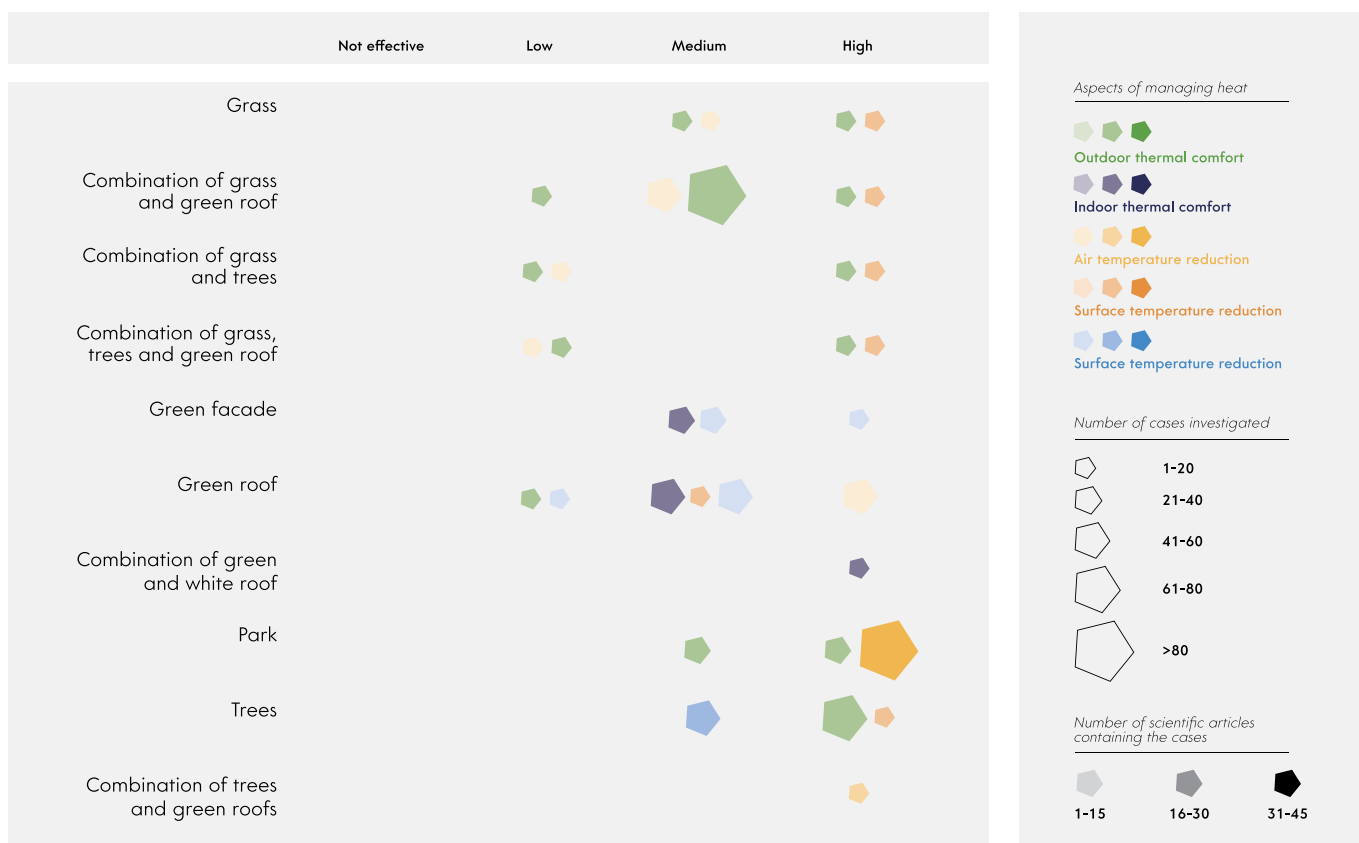 Not effective
Low
Medium
High
Grass
Combination of grass
and green roof
Combination of grass
and trees
Combination of grass,
trees and green roof
Green facade
Green roof
Combination of green
and white roof
Park
Trees
Combination of trees
and green roofs
Aspects of managing heat
Outdoor thermal comfort
Indoor thermal comfort
Air temperature reduction
Surface temperature reduction
Surface temperature reduction
Number of cases investigated
1-20
21-40
41-60
61-80
>80
Number of scientific articles
containing the cases
1-15
16-30
31-45